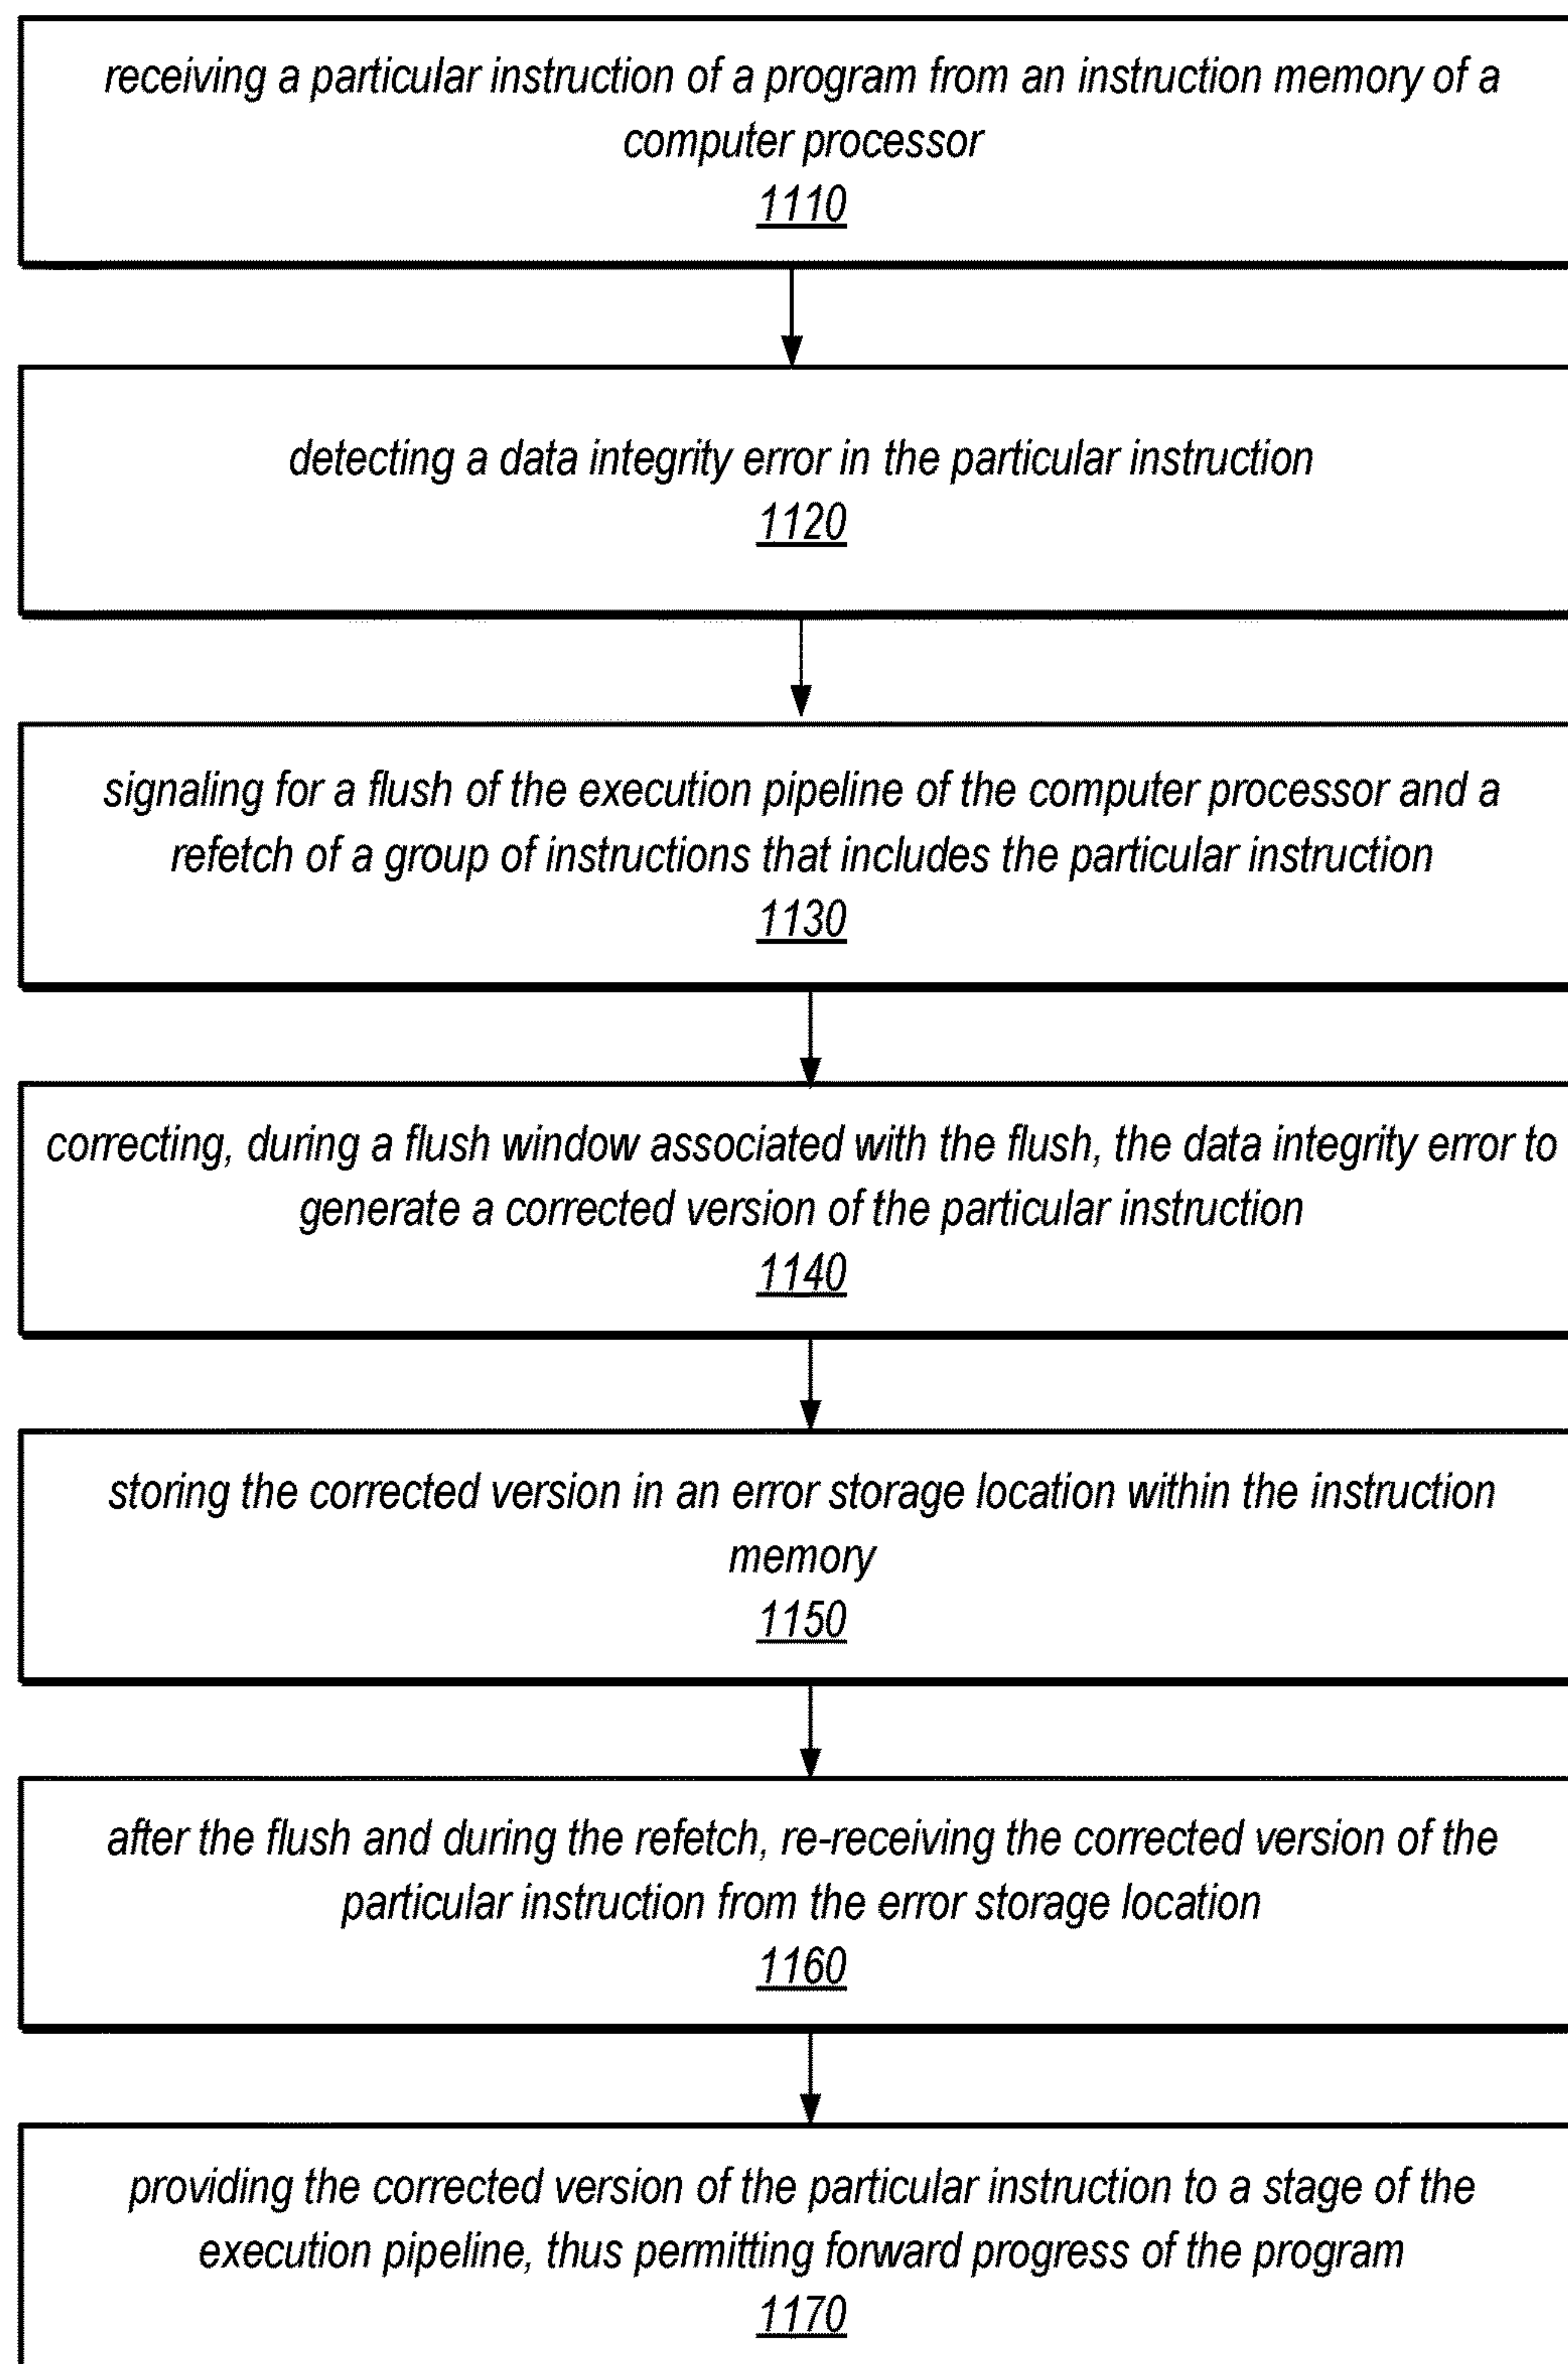 receiving a particular instruction of a program from an instruction memory of a
computer processor
1110
detecting a data integrity error in the particular instruction
1120
signaling for a flush of the execution pipeline of the computer processor and a
refetch of a group of instructions that includes the particular instruction
1130
correcting, during a flush window associated with the flush, the data integrity error to
generate a corrected version of the particular instruction
1140
storing the corrected version in an error storage location within the instruction
memory
1150
after the flush and during the refetch, re-receiving the corrected version of the
particular instruction from the error storage location
1160
providing the corrected version of the particular instruction to a stage of the
execution pipeline, thus permitting forward progress of the program
1170